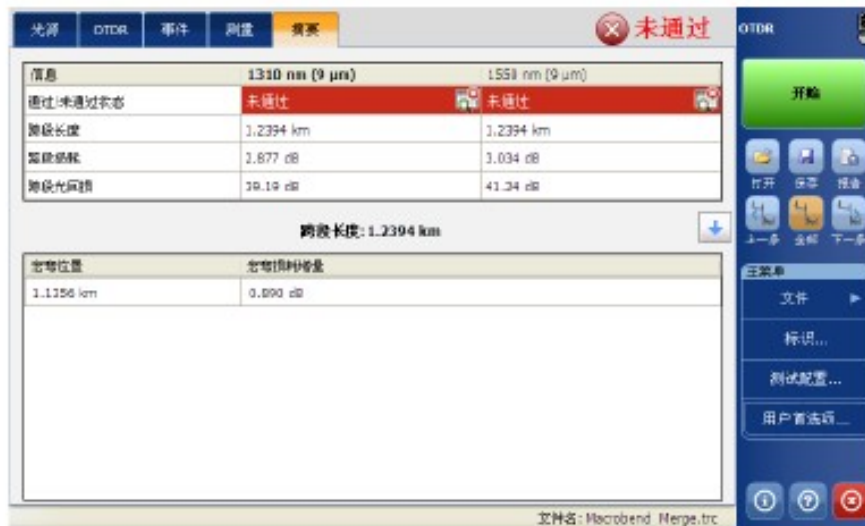 光源 OTDR 事件 测量 摘要 未通过 OTDR
信息 1310 nm (9 µm) 1550 nm (9 µm)
通过/未通过状态 未通过 未通过
跨段长度 1.2394 km 1.2394 km
跨段损耗 2.877 dB 3.034 dB
跨段光回损 39.19 dB 41.34 dB
跨段长度: 1.2394 km
宏弯位置 宏弯损耗增量
1.1356 km 0.890 dB
文件名: Macrobend_Merge.trc
开始
打开 保存 报告
上一条 全部 下一条
主菜单
文件
标识...
测试配置...
用户首选项...